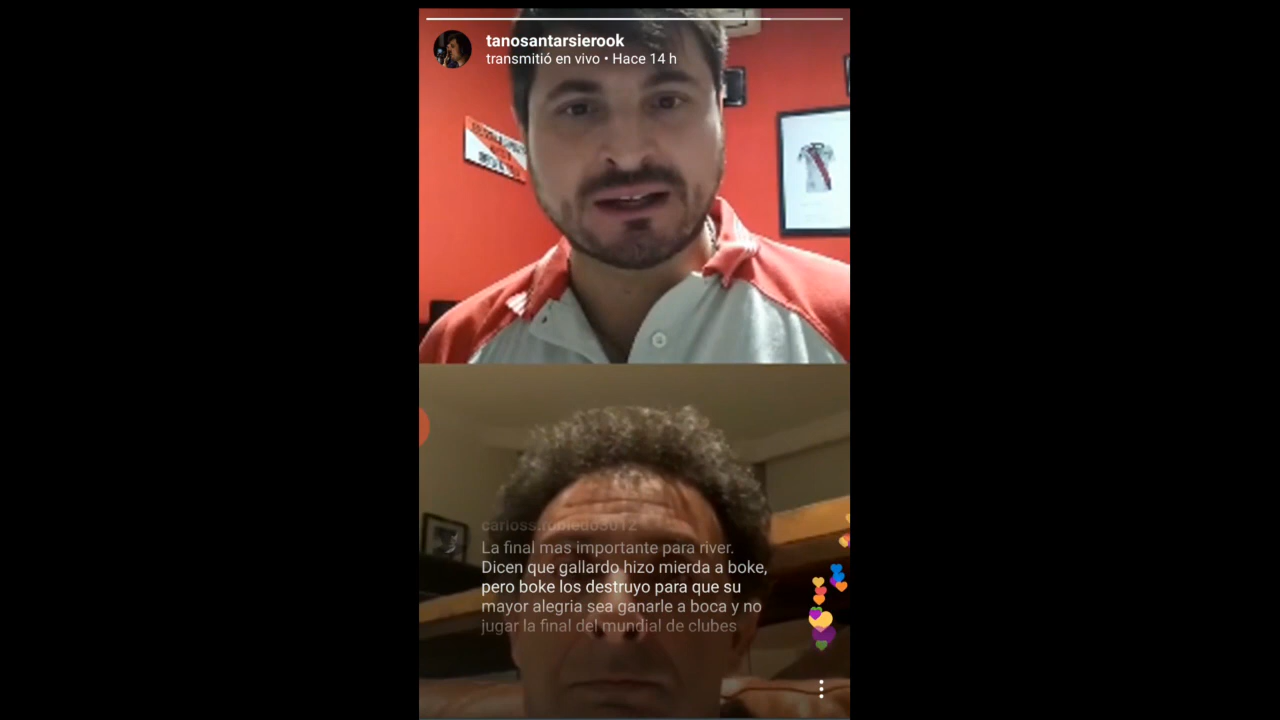 tanosantarsierook
transmitió en vivo • Hace 14 h
carloss.robledo3012
La final mas importante para river.
Dicen que gallardo hizo mierda a boke,
pero boke los destruyo para que su
mayor alegria sea ganarle a boca y no
jugar la final del mundial de clubes